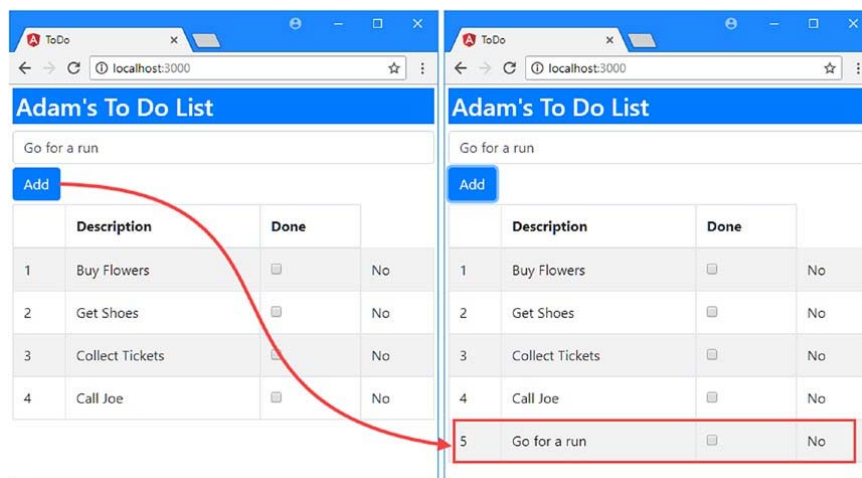 ToDo
localhost:3000
Adam's To Do List
Go for a run
Add
Description Done
1 Buy Flowers No
2 Get Shoes No
3 Collect Tickets No
4 Call Joe No
ToDo
localhost:3000
Adam's To Do List
Go for a run
Add
Description Done
1 Buy Flowers No
2 Get Shoes No
3 Collect Tickets No
4 Call Joe No
5 Go for a run No